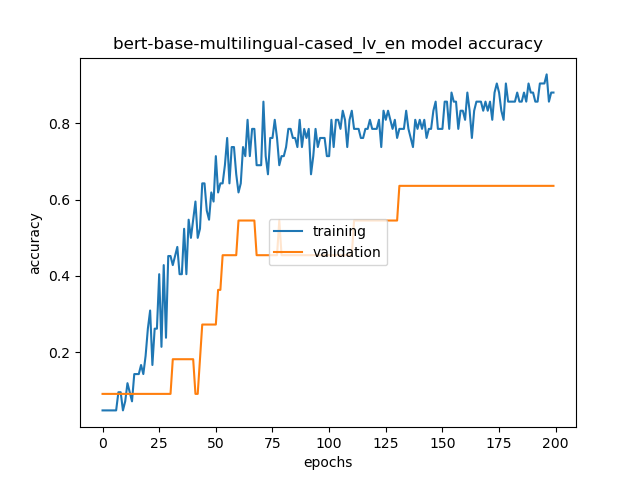 bert-base-multilingual-cased_lv_en model accuracy
accuracy
0.8
0.6
0.4
0.2
training
validation
0 25 50 75 100 125 150 175 200
epochs